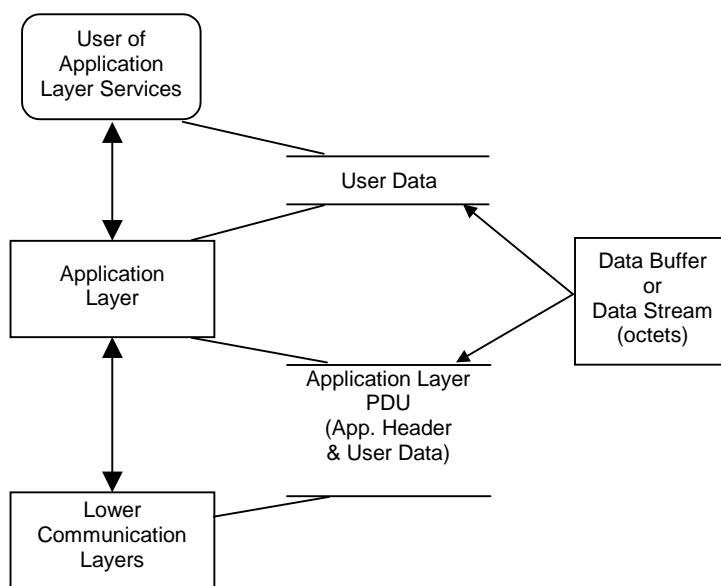 User of
Application
Layer Services
User Data
Application
Layer
Data Buffer
or
Data Stream
(octets)
Application Layer
PDU
(App. Header
& User Data)
Lower
Communication
Layers